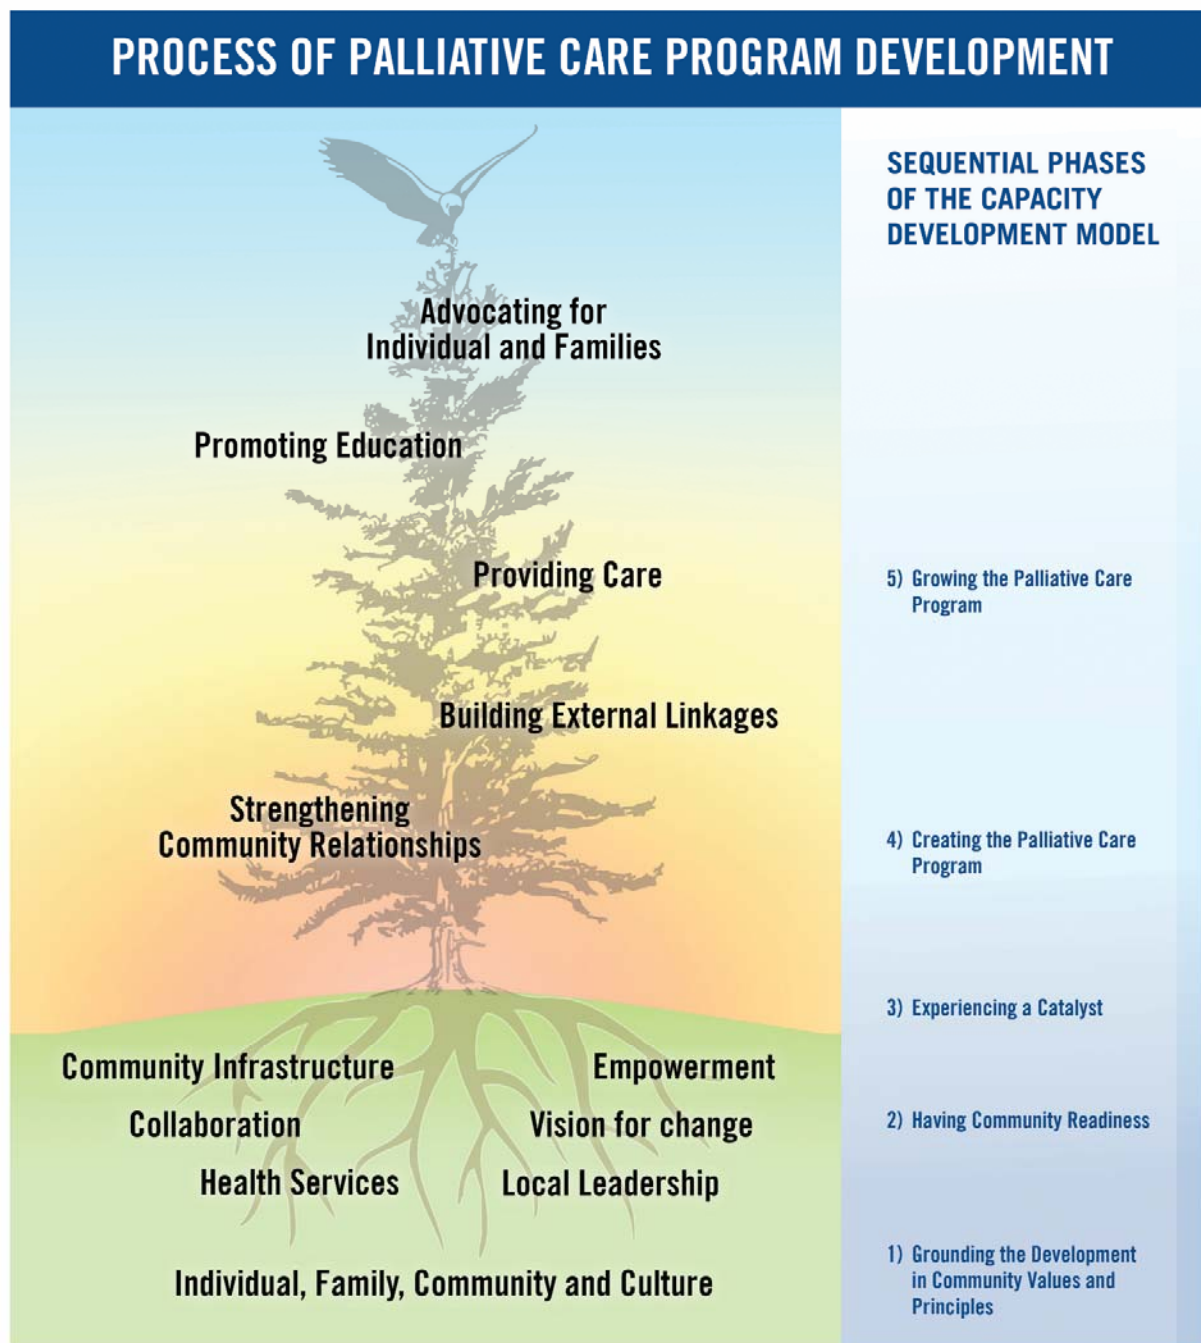 PROCESS OF PALLIATIVE CARE PROGRAM DEVELOPMENT
SEQUENTIAL PHASES
OF THE CAPACITY
DEVELOPMENT MODEL
Advocating for
Individual and Families
Promoting Education
Providing Care
5) Growing the Palliative Care
Program
Building External Linkages
Strengthening
Community Relationships
4) Creating the Palliative Care
Program
3) Experiencing a Catalyst
Community Infrastructure
Empowerment
Collaboration
Vision for change
2) Having Community Readiness
Health Services
Local Leadership
Individual, Family, Community and Culture
1) Grounding the Development
in Community Values and
Principles